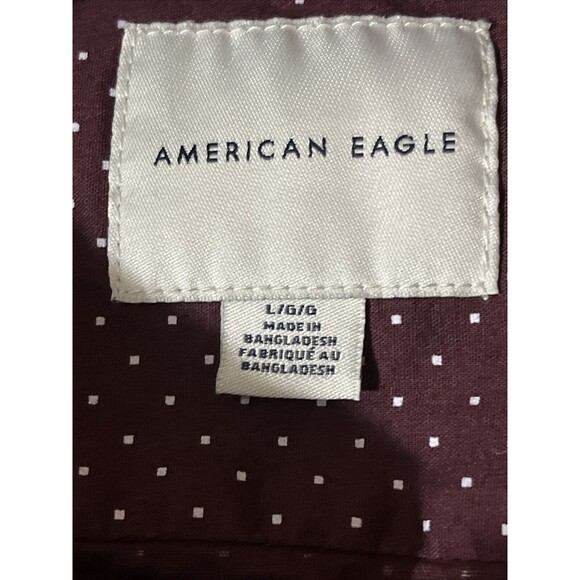 AMERICAN EAGLE
L/G/G
MADE IN
BANGLADESH
FABRIQUÉ AU
BANGLADESH